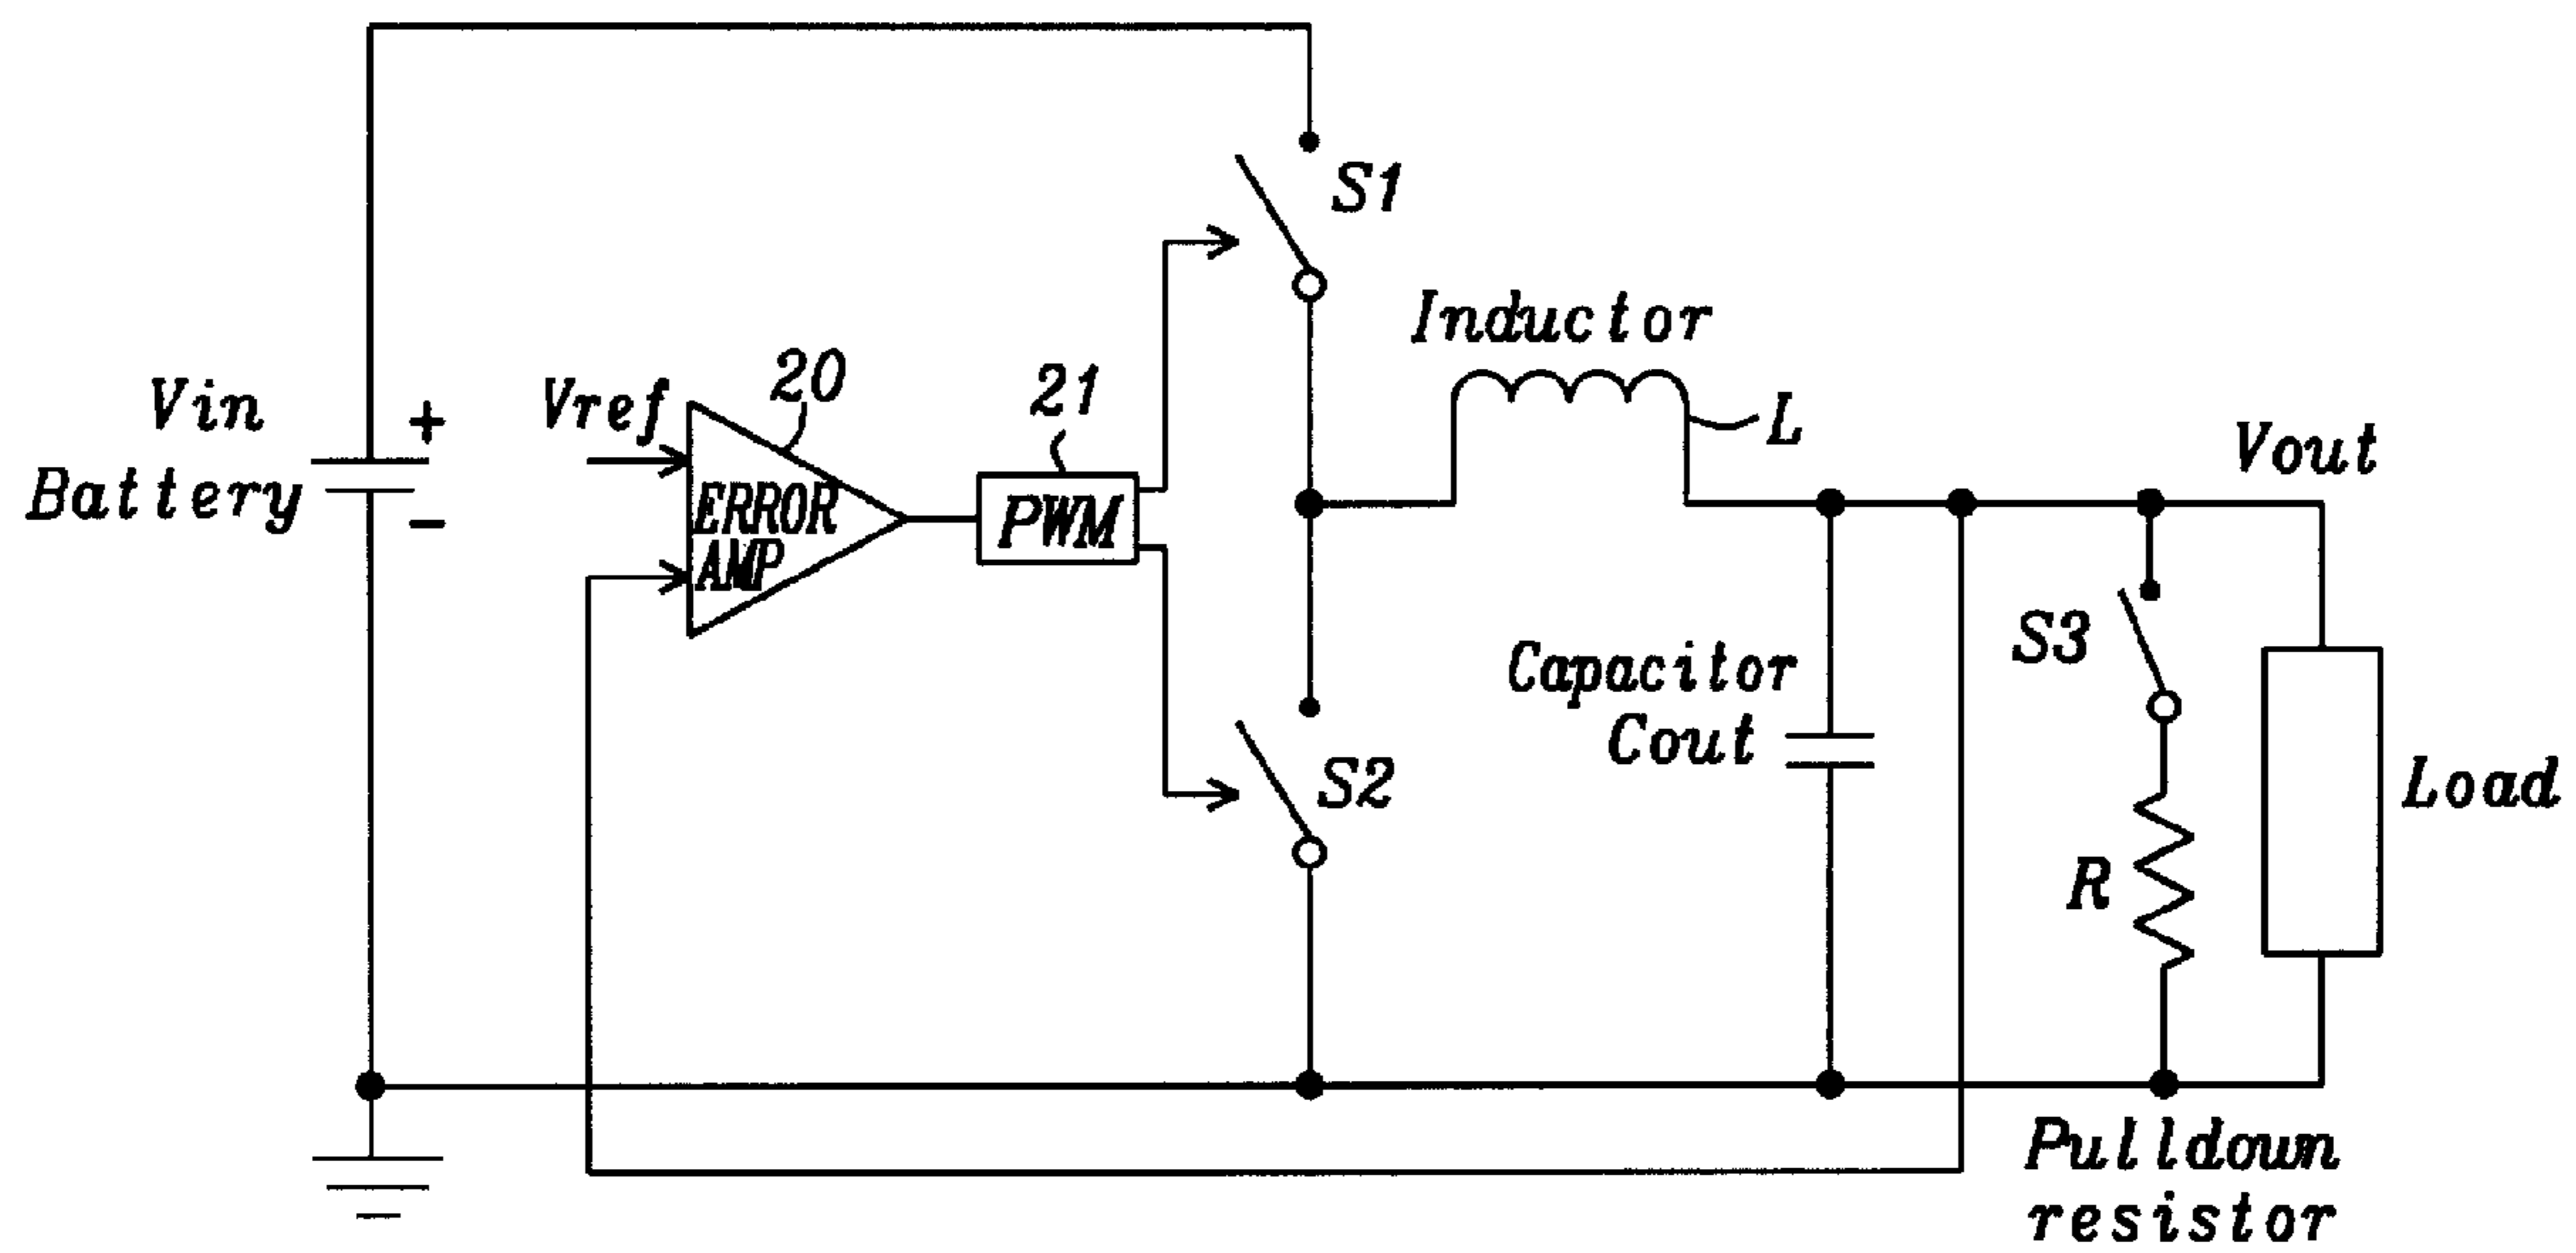 S1
Inductor
20
21
Vin
+
Vref
L
Vout
Battery
-
ERROR
AMP
PWM
S3
Capacitor
Cout
S2
Load
R
Pulldown
resistor